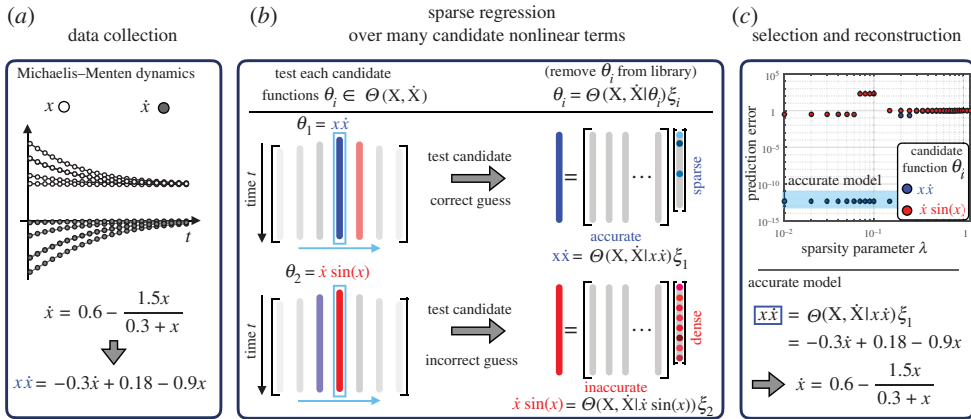 (a)
data collection
Michaelis–Menten dynamics
x
ẋ
t
ẋ = 0.6 − 1.5x / (0.3 + x)
xẋ = −0.3ẋ + 0.18 − 0.9x
(b)
sparse regression
over many candidate nonlinear terms
test each candidate
functions θi ∈ Θ(X, Ẋ)
(remove θi from library)
θi = Θ(X, Ẋ|θi)ξi
θ1 = xẋ
time t
test candidate
correct guess
=
...
sparse
accurate
xẋ = Θ(X, Ẋ|xẋ)ξ1
θ2 = ẋ sin(x)
time t
test candidate
incorrect guess
=
...
dense
inaccurate
ẋ sin(x) = Θ(X, Ẋ|ẋ sin(x))ξ2
(c)
selection and reconstruction
prediction error
10^5
10^0
10^−5
10^−10
10^−15
accurate model
candidate
function θi
xẋ
ẋ sin(x)
10^−2
10^−1
1
sparsity parameter λ
accurate model
xẋ = Θ(X, Ẋ|xẋ)ξ1
= −0.3ẋ + 0.18 − 0.9x
ẋ = 0.6 − 1.5x / (0.3 + x)